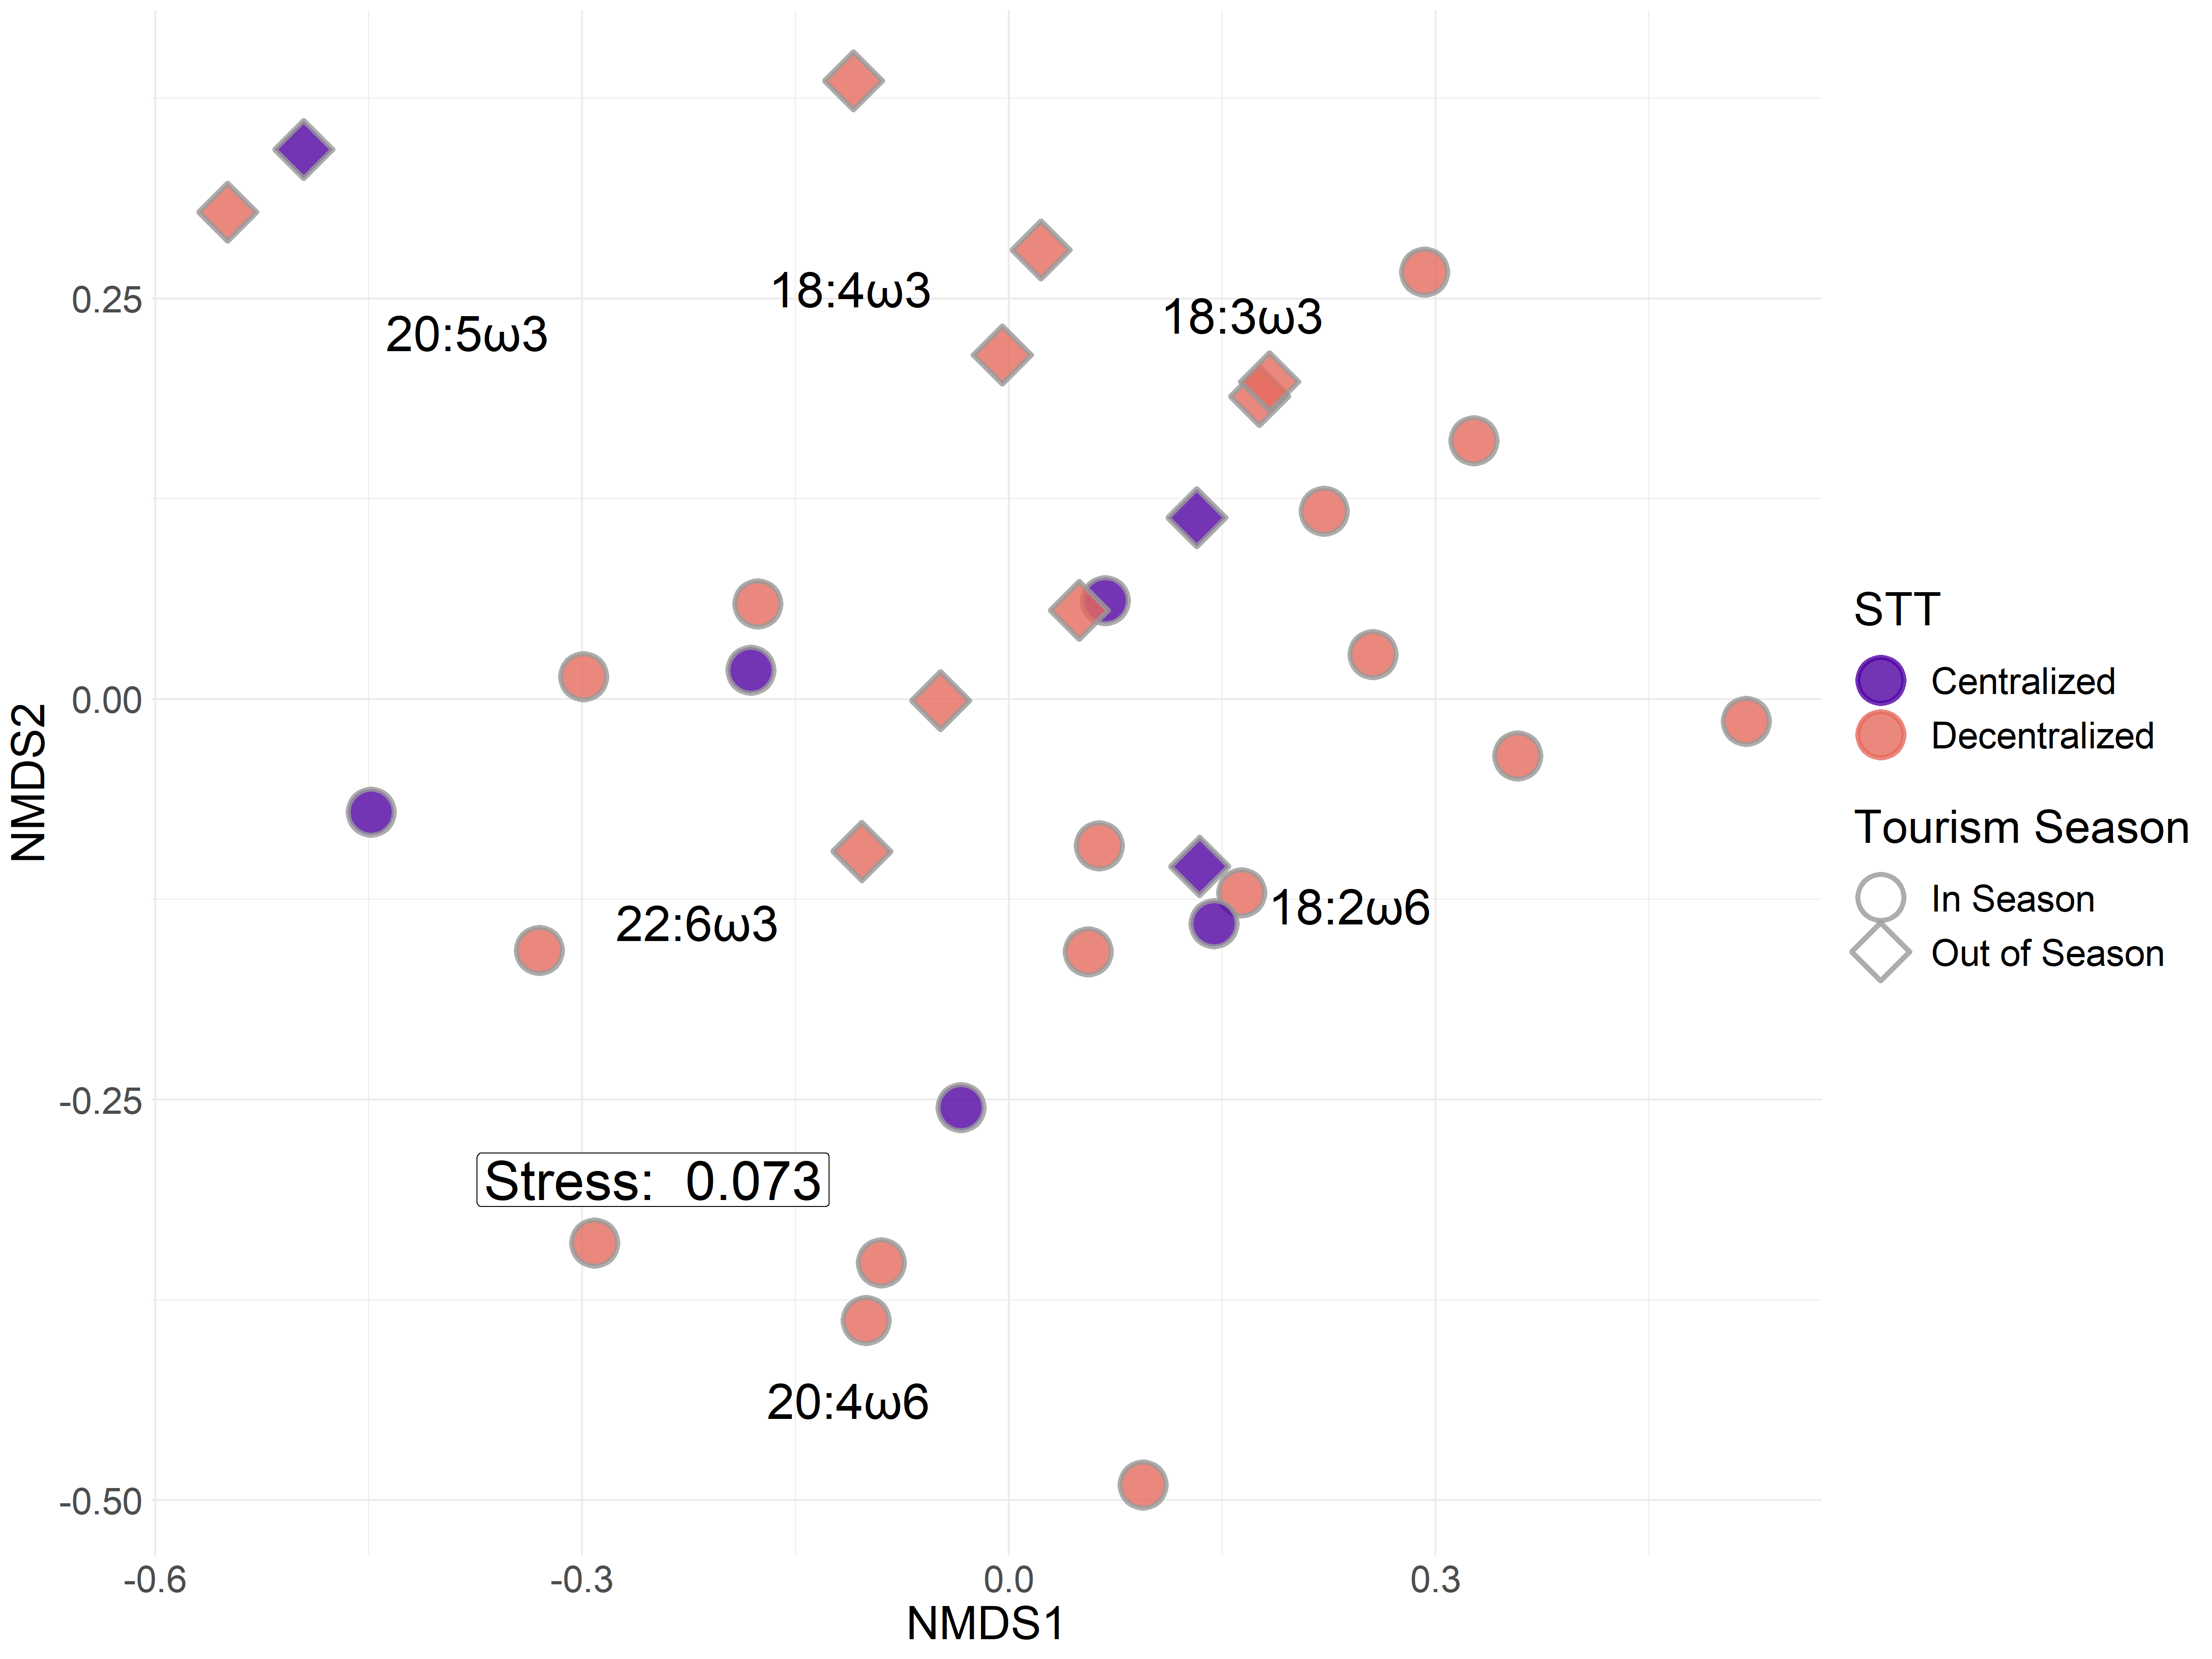 NMDS2
0.25
0.00
-0.25
-0.50
18:4ω3
18:3ω3
20:5ω3
22:6ω3
18:2ω6
Stress:  0.073
20:4ω6
-0.6
-0.3
0.0
0.3
NMDS1
STT
Centralized
Decentralized
Tourism Season
In Season
Out of Season